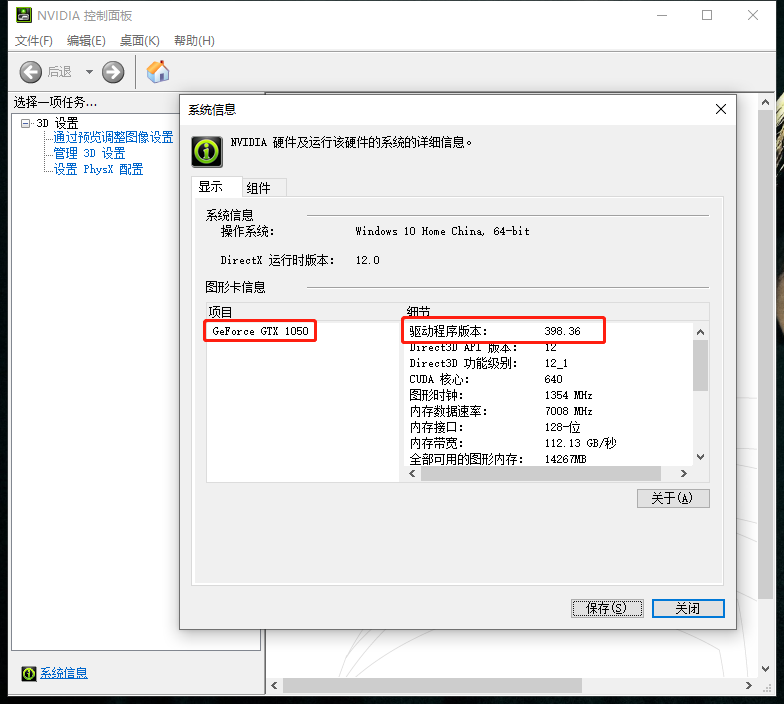 NVIDIA 控制面板
文件(F) 编辑(E) 桌面(K) 帮助(H)
后退
选择一项任务...
3D 设置
通过预览调整图像设置
管理 3D 设置
设置 PhysX 配置
系统信息
系统信息
NVIDIA 硬件及运行该硬件的系统的详细信息。
显示 组件
系统信息
操作系统: Windows 10 Home China, 64-bit
DirectX 运行时版本: 12.0
图形卡信息
项目 细节
GeForce GTX 1050 驱动程序版本: 398.36
Direct3D API 版本: 12
Direct3D 功能级别: 12_1
CUDA 核心: 640
图形时钟: 1354 MHz
内存数据速率: 7008 MHz
内存接口: 128-位
内存带宽: 112.13 GB/秒
全部可用的图形内存: 14267MB
关于(A)
保存(S) 关闭